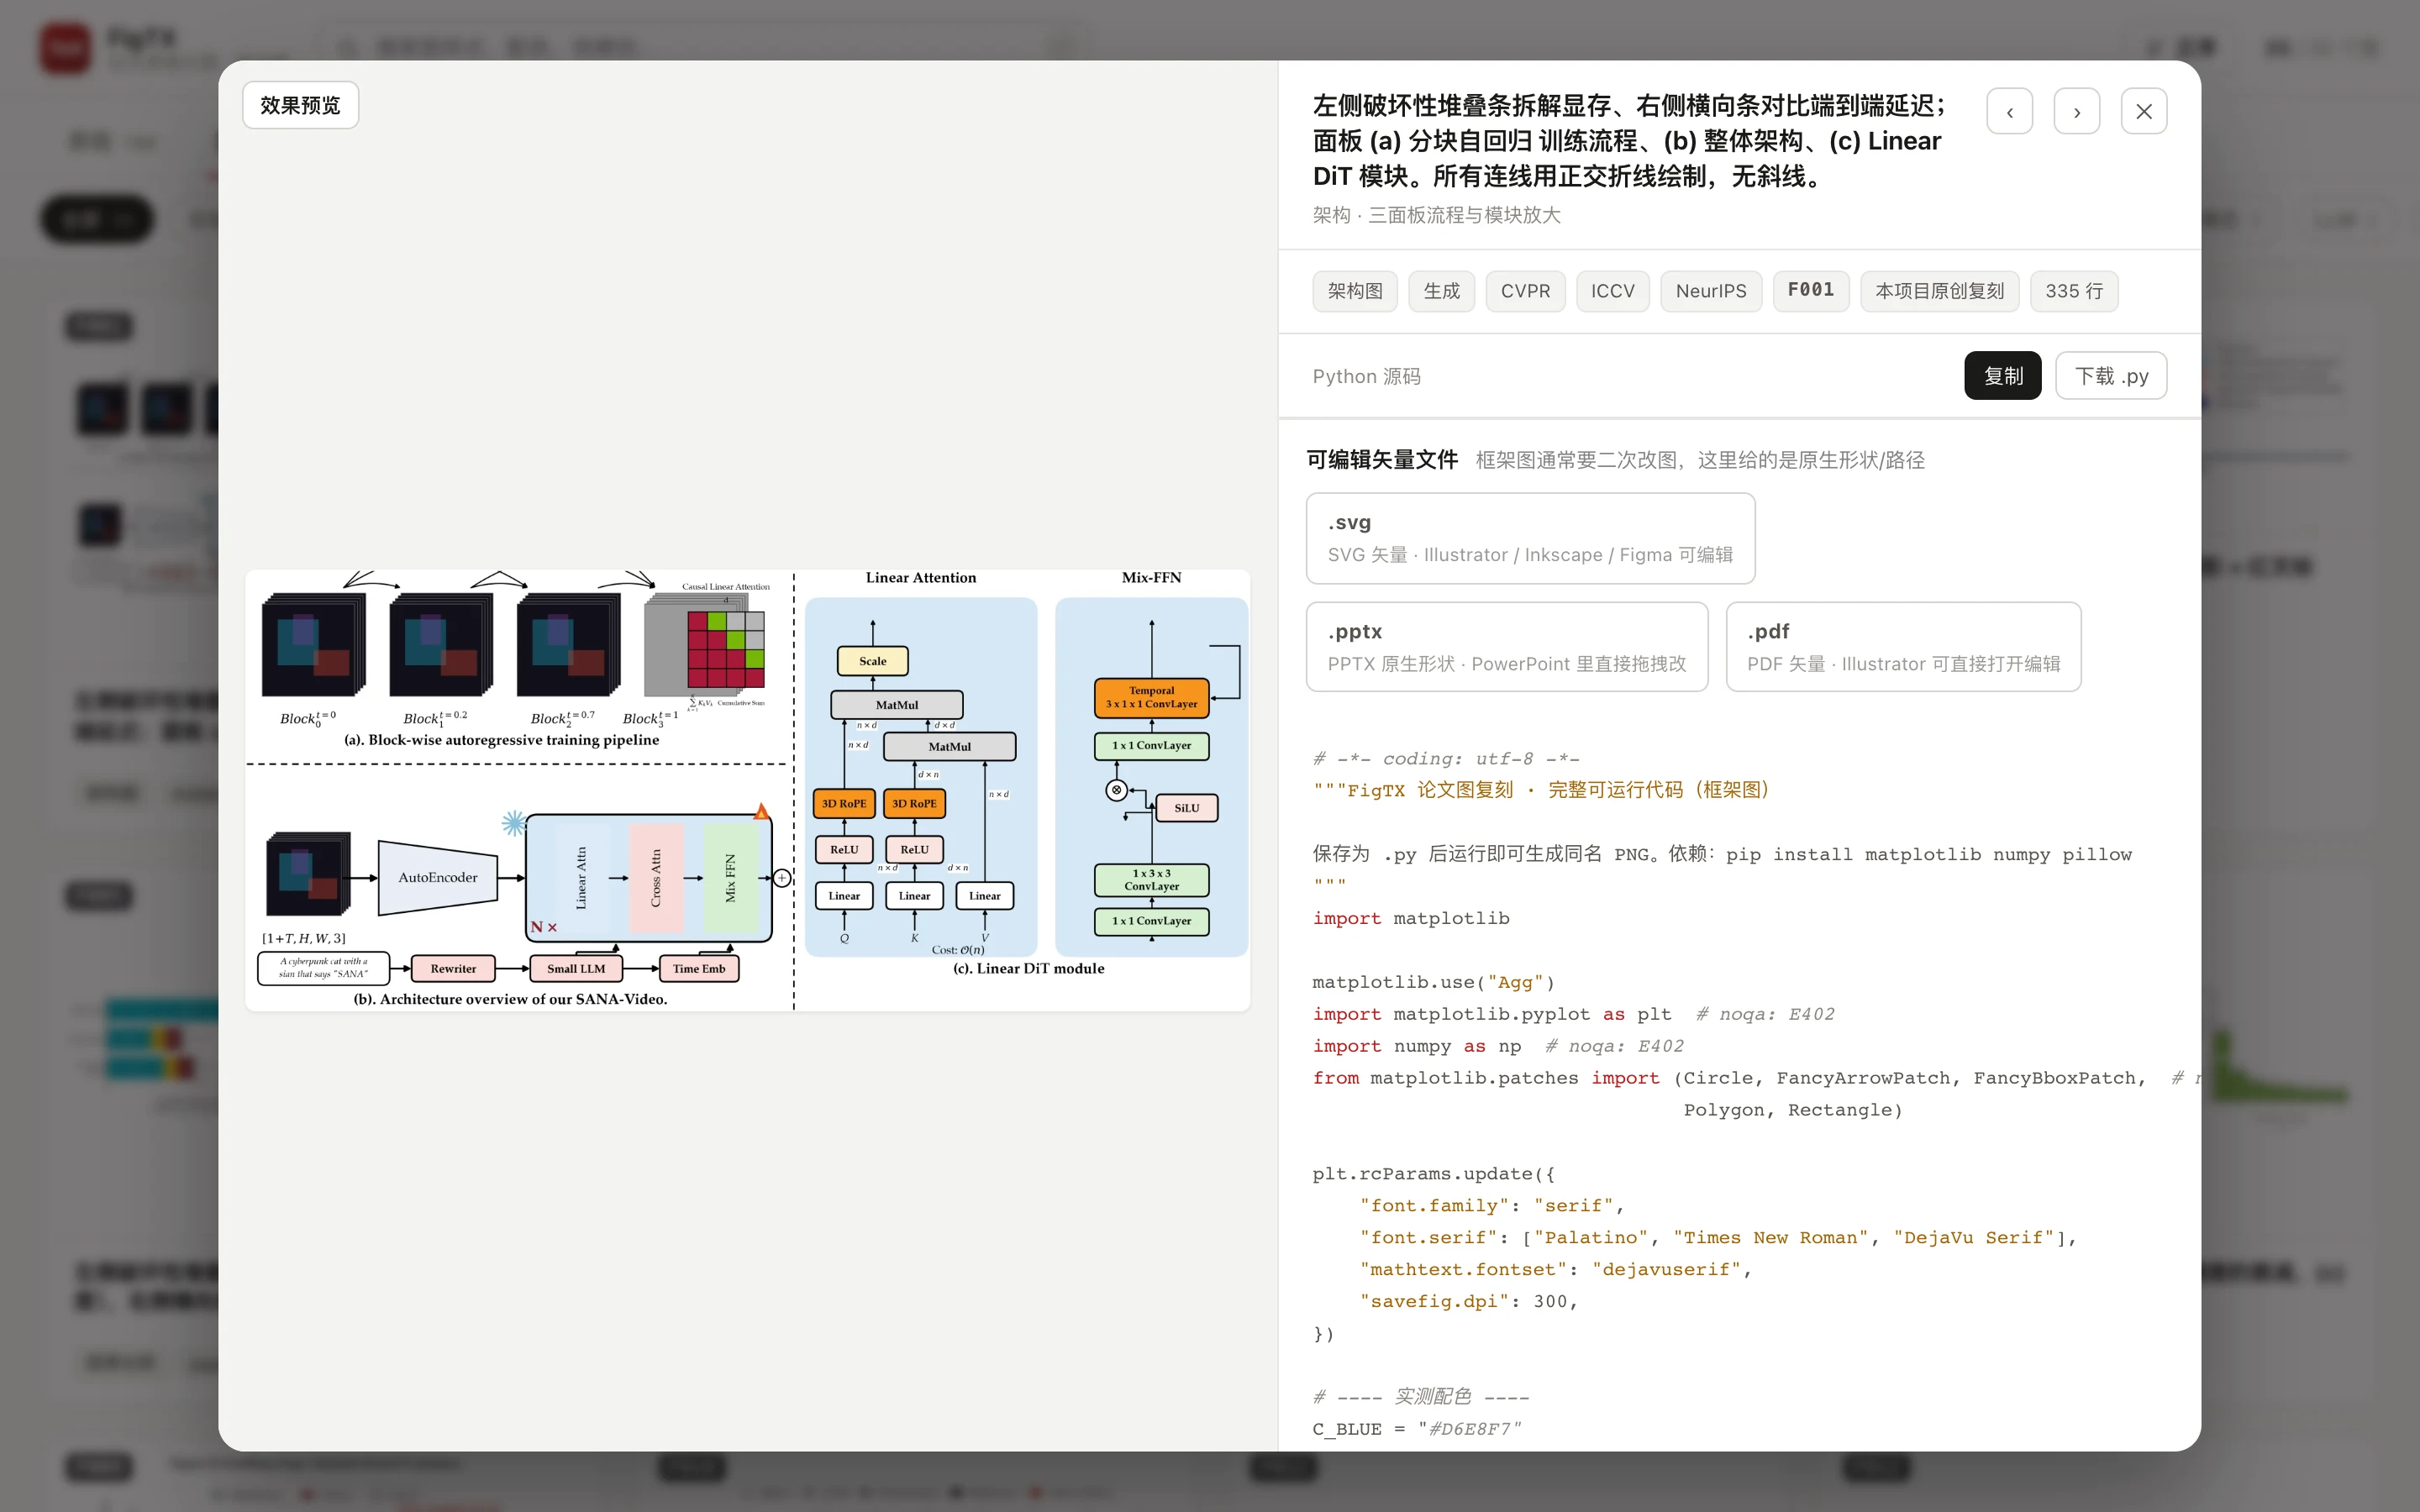 效果预览
Causal Linear Attention
d
Block₀ᵗ⁼⁰
Block₁ᵗ⁼⁰·²
Block₂ᵗ⁼⁰·⁷
Block₃ᵗ⁼¹
Cumulative Sum
(a). Block-wise autoregressive training pipeline
AutoEncoder
Linear Attn
Cross Attn
Mix FFN
N ×
[1+T, H, W, 3]
A cyberpunk cat with a
sian that says "SANA"
Rewriter
Small LLM
Time Emb
(b). Architecture overview of our SANA-Video.
Linear Attention
Scale
MatMul
n × d
d × d
n × d
MatMul
d × n
n × d
3D RoPE
3D RoPE
ReLU
ReLU
n × d
d × n
Linear
Linear
Linear
Q
K
V
Cost: O(n)
Mix-FFN
Temporal
3 x 1 x 1 ConvLayer
1 x 1 ConvLayer
SiLU
1 x 3 x 3
ConvLayer
1 x 1 ConvLayer
(c). Linear DiT module
左侧破坏性堆叠条拆解显存、右侧横向条对比端到端延迟；
面板 (a) 分块自回归 训练流程、(b) 整体架构、(c) Linear
DiT 模块。所有连线用正交折线绘制，无斜线。
架构 · 三面板流程与模块放大
架构图 生成 CVPR ICCV NeurIPS F001 本项目原创复刻 335 行
Python 源码
复制
下载 .py
可编辑矢量文件 框架图通常要二次改图，这里给的是原生形状/路径
.svg
SVG 矢量 · Illustrator / Inkscape / Figma 可编辑
.pptx
PPTX 原生形状 · PowerPoint 里直接拖拽改
.pdf
PDF 矢量 · Illustrator 可直接打开编辑
# -*- coding: utf-8 -*-
"""FigTX 论文图复刻 · 完整可运行代码（框架图）
保存为 .py 后运行即可生成同名 PNG。依赖：pip install matplotlib numpy pillow
"""
import matplotlib
matplotlib.use("Agg")
import matplotlib.pyplot as plt  # noqa: E402
import numpy as np  # noqa: E402
from matplotlib.patches import (Circle, FancyArrowPatch, FancyBboxPatch,  # n
Polygon, Rectangle)
plt.rcParams.update({
"font.family": "serif",
"font.serif": ["Palatino", "Times New Roman", "DejaVu Serif"],
"mathtext.fontset": "dejavuserif",
"savefig.dpi": 300,
})
# ---- 实测配色 ----
C_BLUE = "#D6E8F7"